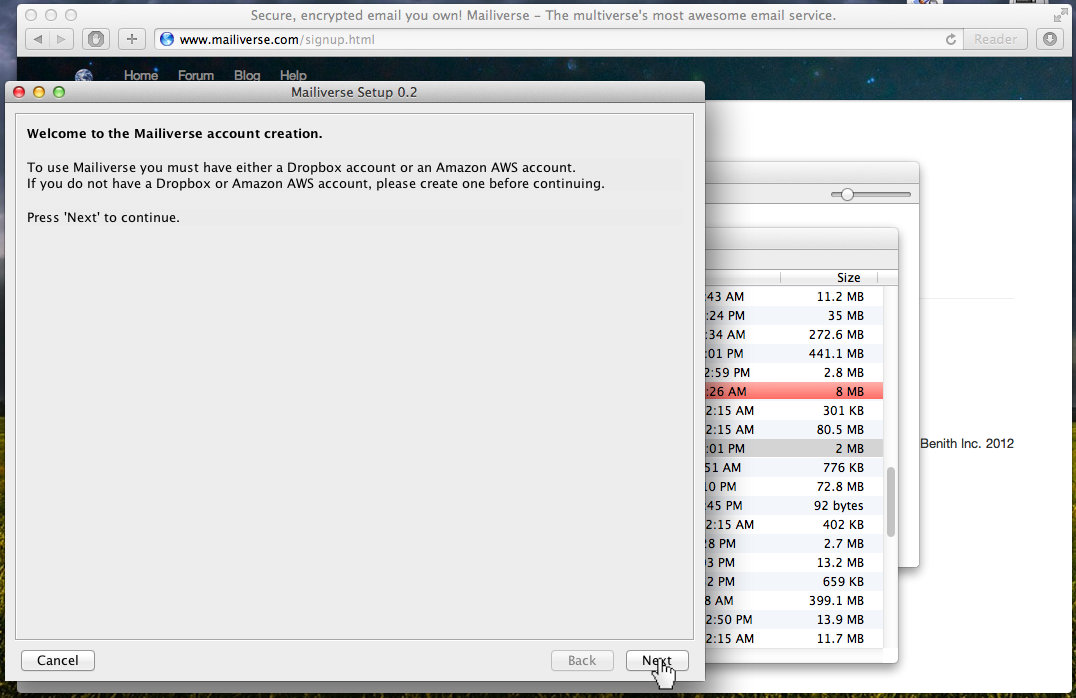 Secure, encrypted email you own! Mailiverse – The multiverse's most awesome email service.
www.mailiverse.com/signup.html
Reader
Home Forum Blog Help
Mailiverse Setup 0.2
Welcome to the Mailiverse account creation.
To use Mailiverse you must have either a Dropbox account or an Amazon AWS account.
If you do not have a Dropbox or Amazon AWS account, please create one before continuing.
Press 'Next' to continue.
Cancel
Back
Next
Size
:43 AM 11.2 MB
:24 PM 35 MB
:34 AM 272.6 MB
:01 PM 441.1 MB
2:59 PM 2.8 MB
:26 AM 8 MB
2:15 AM 301 KB
2:15 AM 80.5 MB
:01 PM 2 MB
51 AM 776 KB
0 PM 72.8 MB
:45 PM 92 bytes
2:15 AM 402 KB
28 PM 2.7 MB
3 PM 13.2 MB
2 PM 659 KB
8 AM 399.1 MB
2:50 PM 13.9 MB
2:15 AM 11.7 MB
Benith Inc. 2012